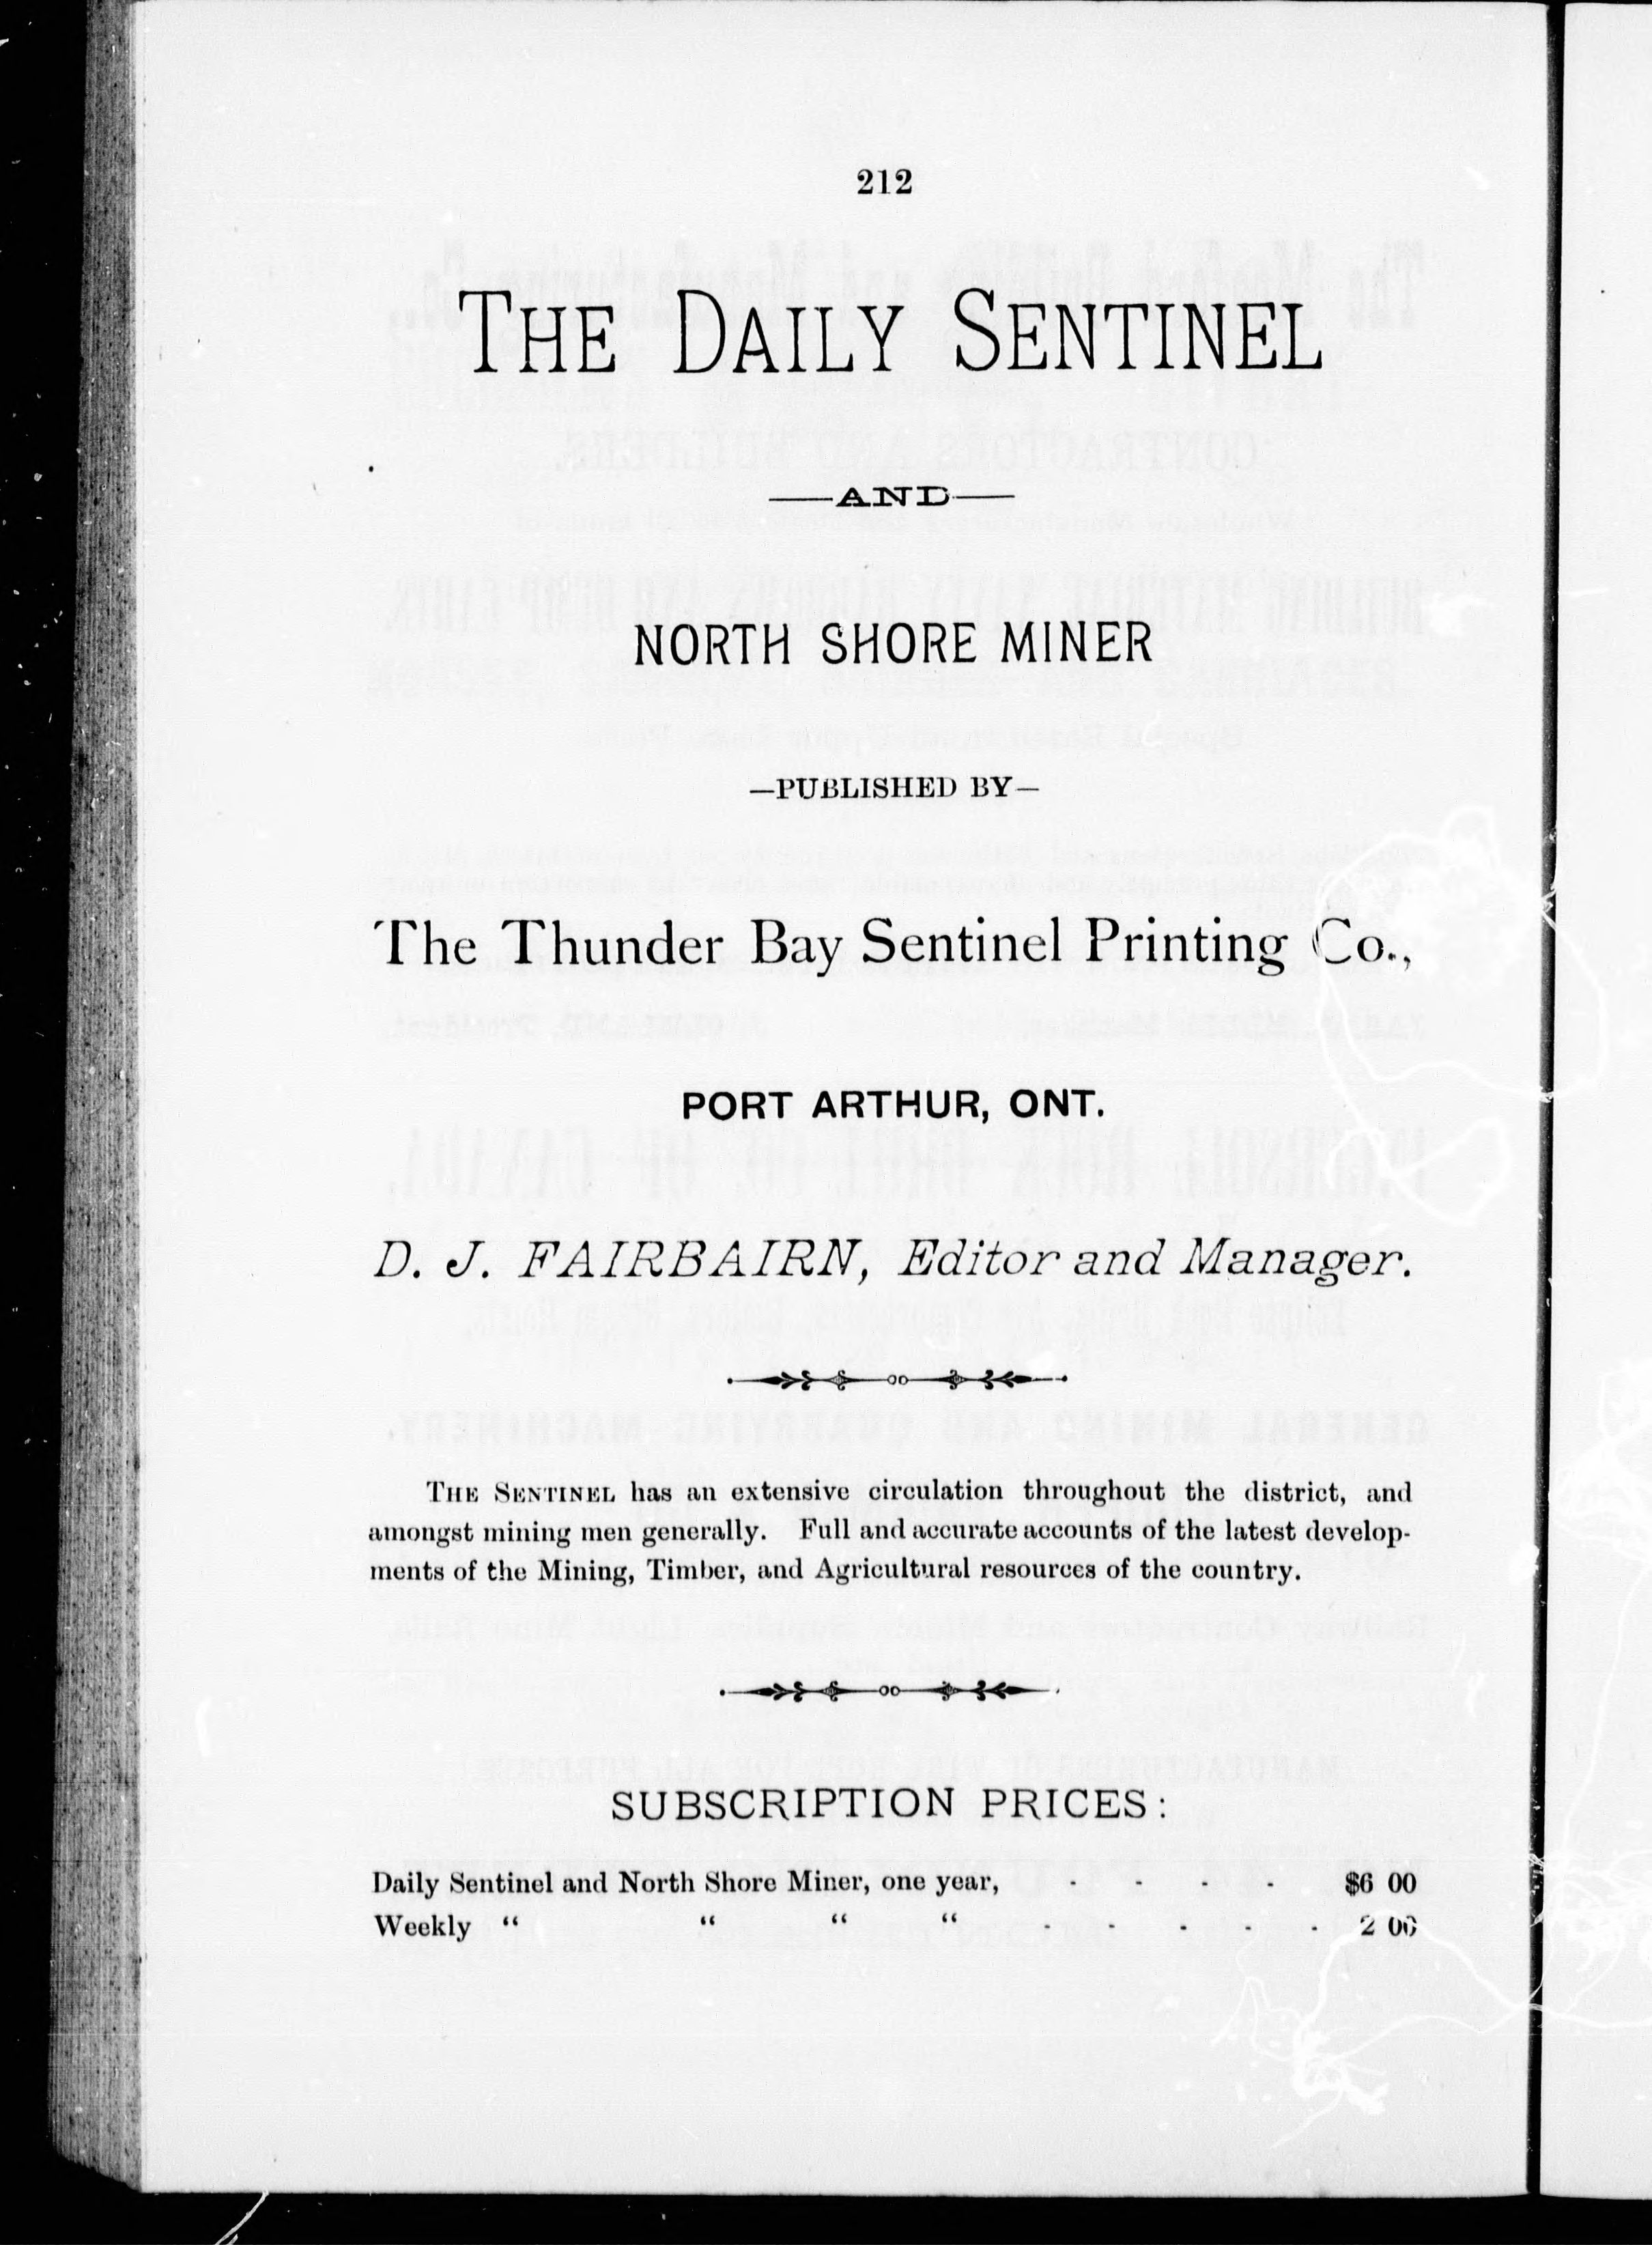 212
THE DAILY SENTINEL
—AND—
NORTH SHORE MINER
—PUBLISHED BY—
The Thunder Bay Sentinel Printing Co.,
PORT ARTHUR, ONT.
D. J. FAIRBAIRN, Editor and Manager.
THE SENTINEL has an extensive circulation throughout the district, and
amongst mining men generally. Full and accurate accounts of the latest develop-
ments of the Mining, Timber, and Agricultural resources of the country.
SUBSCRIPTION PRICES:
Daily Sentinel and North Shore Miner, one year, - - - - $6 00
Weekly “ “ “ “ - - - - - 2 00